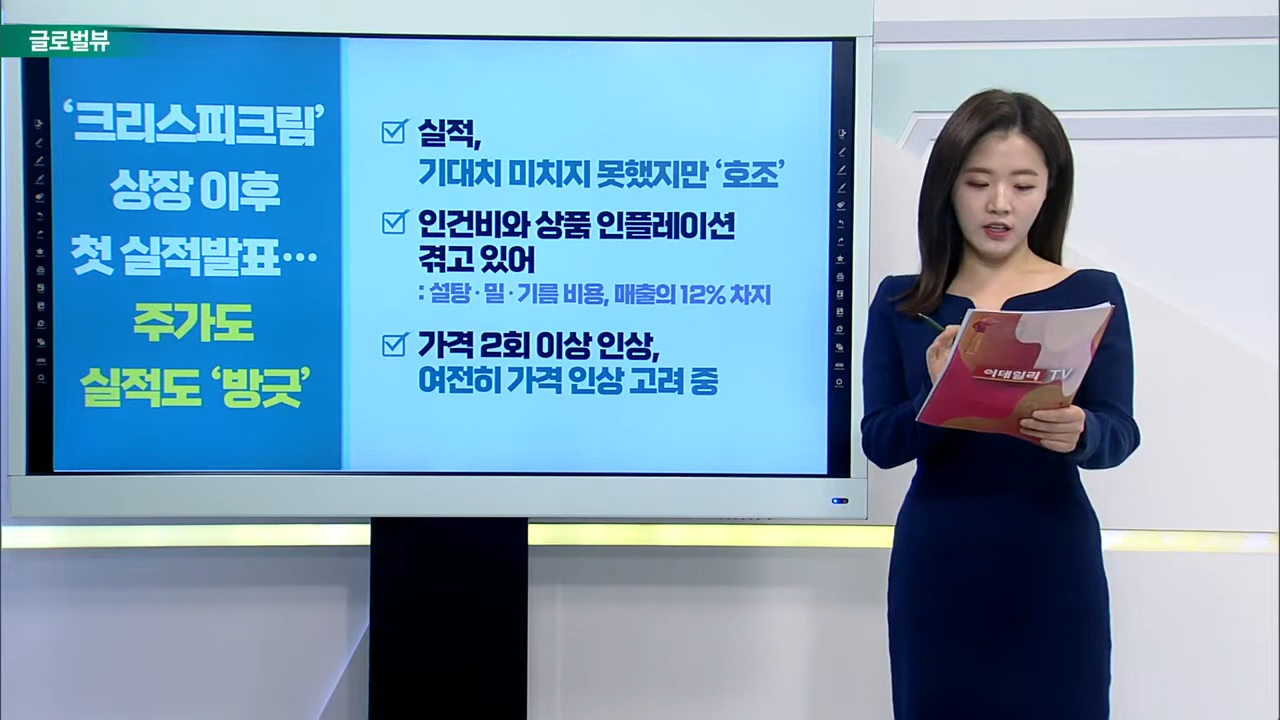 글로벌뷰
‘크리스피크림’
상장 이후
첫 실적발표…
주가도
실적도 ‘방긋’
실적,
기대치 미치지 못했지만 ‘호조’
인건비와 상품 인플레이션
겪고 있어
: 설탕·밀·기름 비용, 매출의 12% 차지
가격 2회 이상 인상,
여전히 가격 인상 고려 중
이데일리 TV